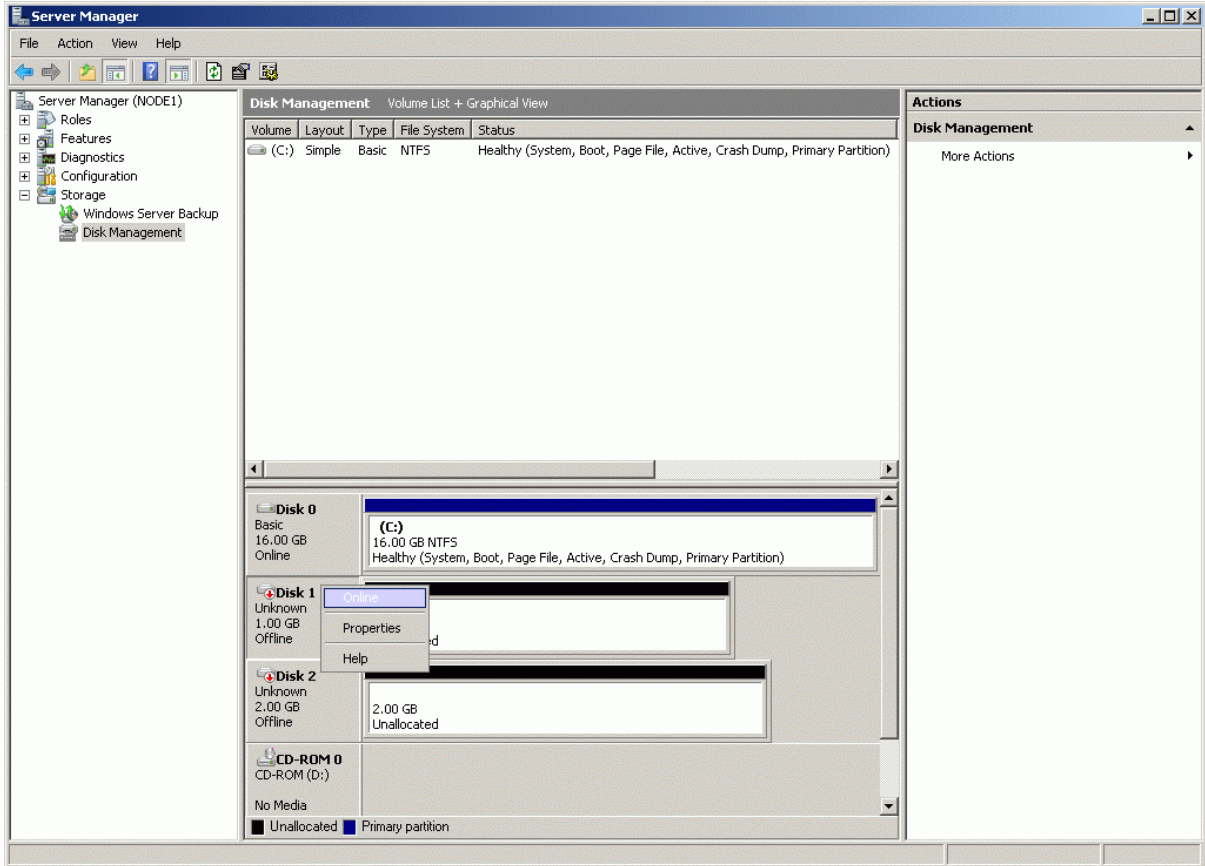 Server Manager
File Action View Help
Server Manager (NODE1)
Roles
Features
Diagnostics
Configuration
Storage
Windows Server Backup
Disk Management
Disk Management Volume List + Graphical View
Volume Layout Type File System Status
(C:) Simple Basic NTFS Healthy (System, Boot, Page File, Active, Crash Dump, Primary Partition)
Disk 0
Basic
16.00 GB
Online
(C:)
16.00 GB NTFS
Healthy (System, Boot, Page File, Active, Crash Dump, Primary Partition)
Disk 1
Unknown
1.00 GB
Offline
Online
Properties
Help
ed
Disk 2
Unknown
2.00 GB
Offline
2.00 GB
Unallocated
CD-ROM 0
CD-ROM (D:)
No Media
Unallocated Primary partition
Actions
Disk Management
More Actions